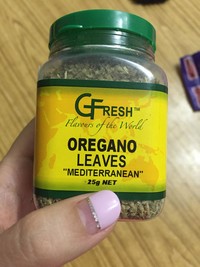 GFRESH™
Flavours of the World
OREGANO
LEAVES
"MEDITERRANEAN"
25g NET